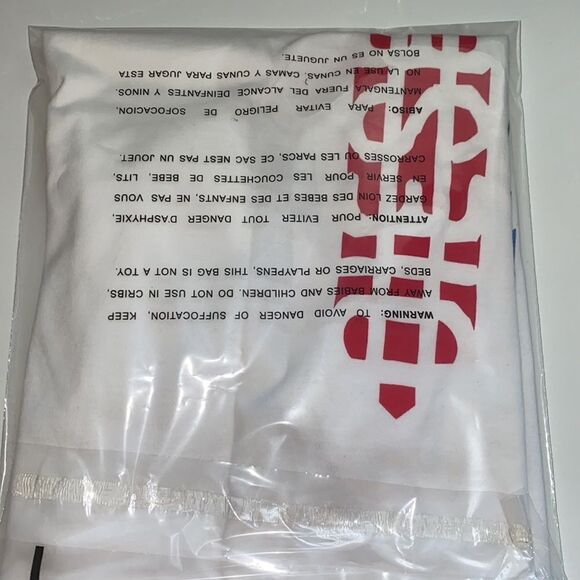 WARNING: TO AVOID DANGER OF SUFFOCATION, KEEP
AWAY FROM BABIES AND CHILDREN. DO NOT USE IN CRIBS,
BEDS, CARRIAGES OR PLAYPENS, THIS BAG IS NOT A TOY.
ATTENTION: POUR EVITER TOUT DANGER D'ASPHYXIE,
GARDEZ LOIN DES BEBES ET DES ENFANTS, NE PAS VOUS
EN SERVIR POUR LES COUCHETTES DE BEBE, LITS,
CARROSSES OU LES PARCS, CE SAC NEST PAS UN JOUET.
ABISO: PARA EVITAR PELIGRO DE SOFOCACION,
MANTENGALA FUERA DEL ALCANCE DEINFANTES Y NINOS.
NO LA USE EN CUNAS, CAMAS Y CUNAS PARA JUGAR ESTA
BOLSA NO ES UN JUGUETE.